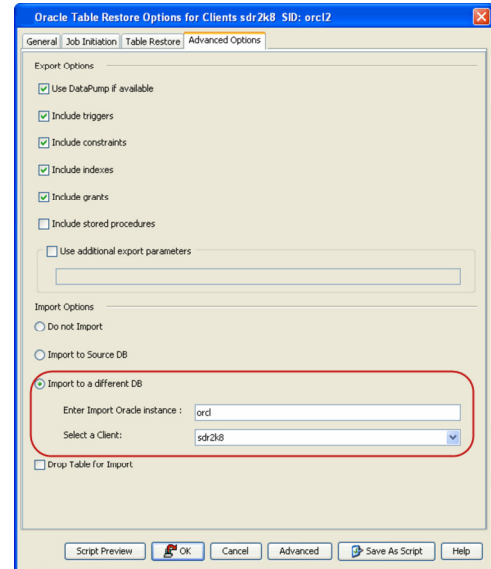 Oracle Table Restore Options for Clients sdr2k8 SID: orcl2
General Job Initiation Table Restore Advanced Options
Export Options
Use DataPump if available
Include triggers
Include constraints
Include indexes
Include grants
Include stored procedures
Use additional export parameters
Import Options
Do not Import
Import to Source DB
Import to a different DB
Enter Import Oracle instance : orcl
Select a Client: sdr2k8
Drop Table for Import
Script Preview OK Cancel Advanced Save As Script Help